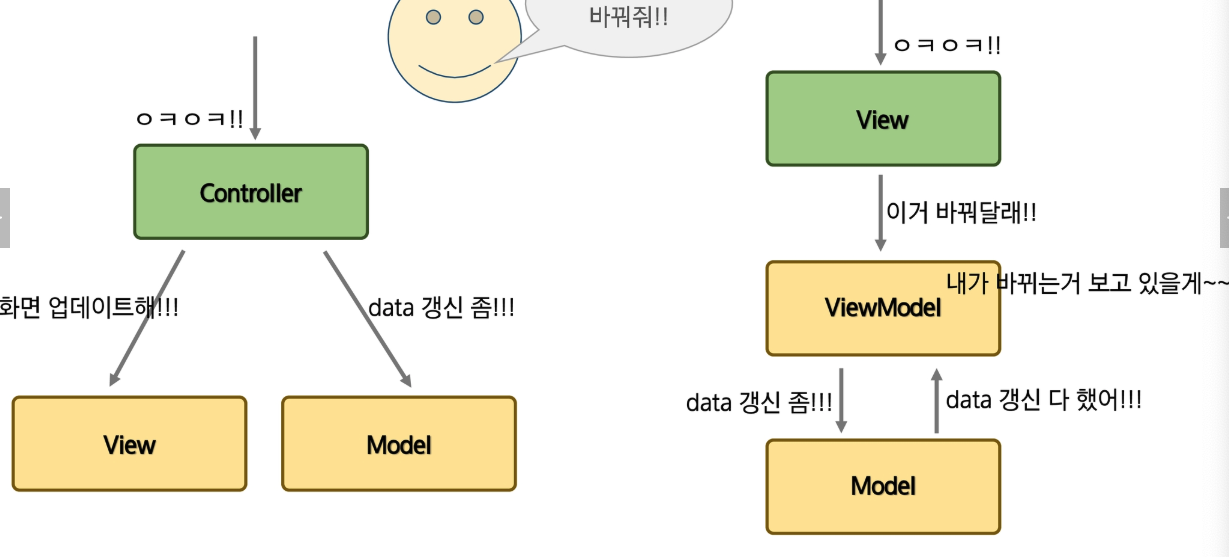 바꿔줘!!
ㅇㅋㅇㅋ!!
Controller
화면 업데이트해!!!
data 갱신 좀!!!
View
Model
ㅇㅋㅇㅋ!!
View
이거 바꿔달래!!
내가 바뀌는거 보고 있을게~~
ViewModel
data 갱신 좀!!!
data 갱신 다 했어!!!
Model